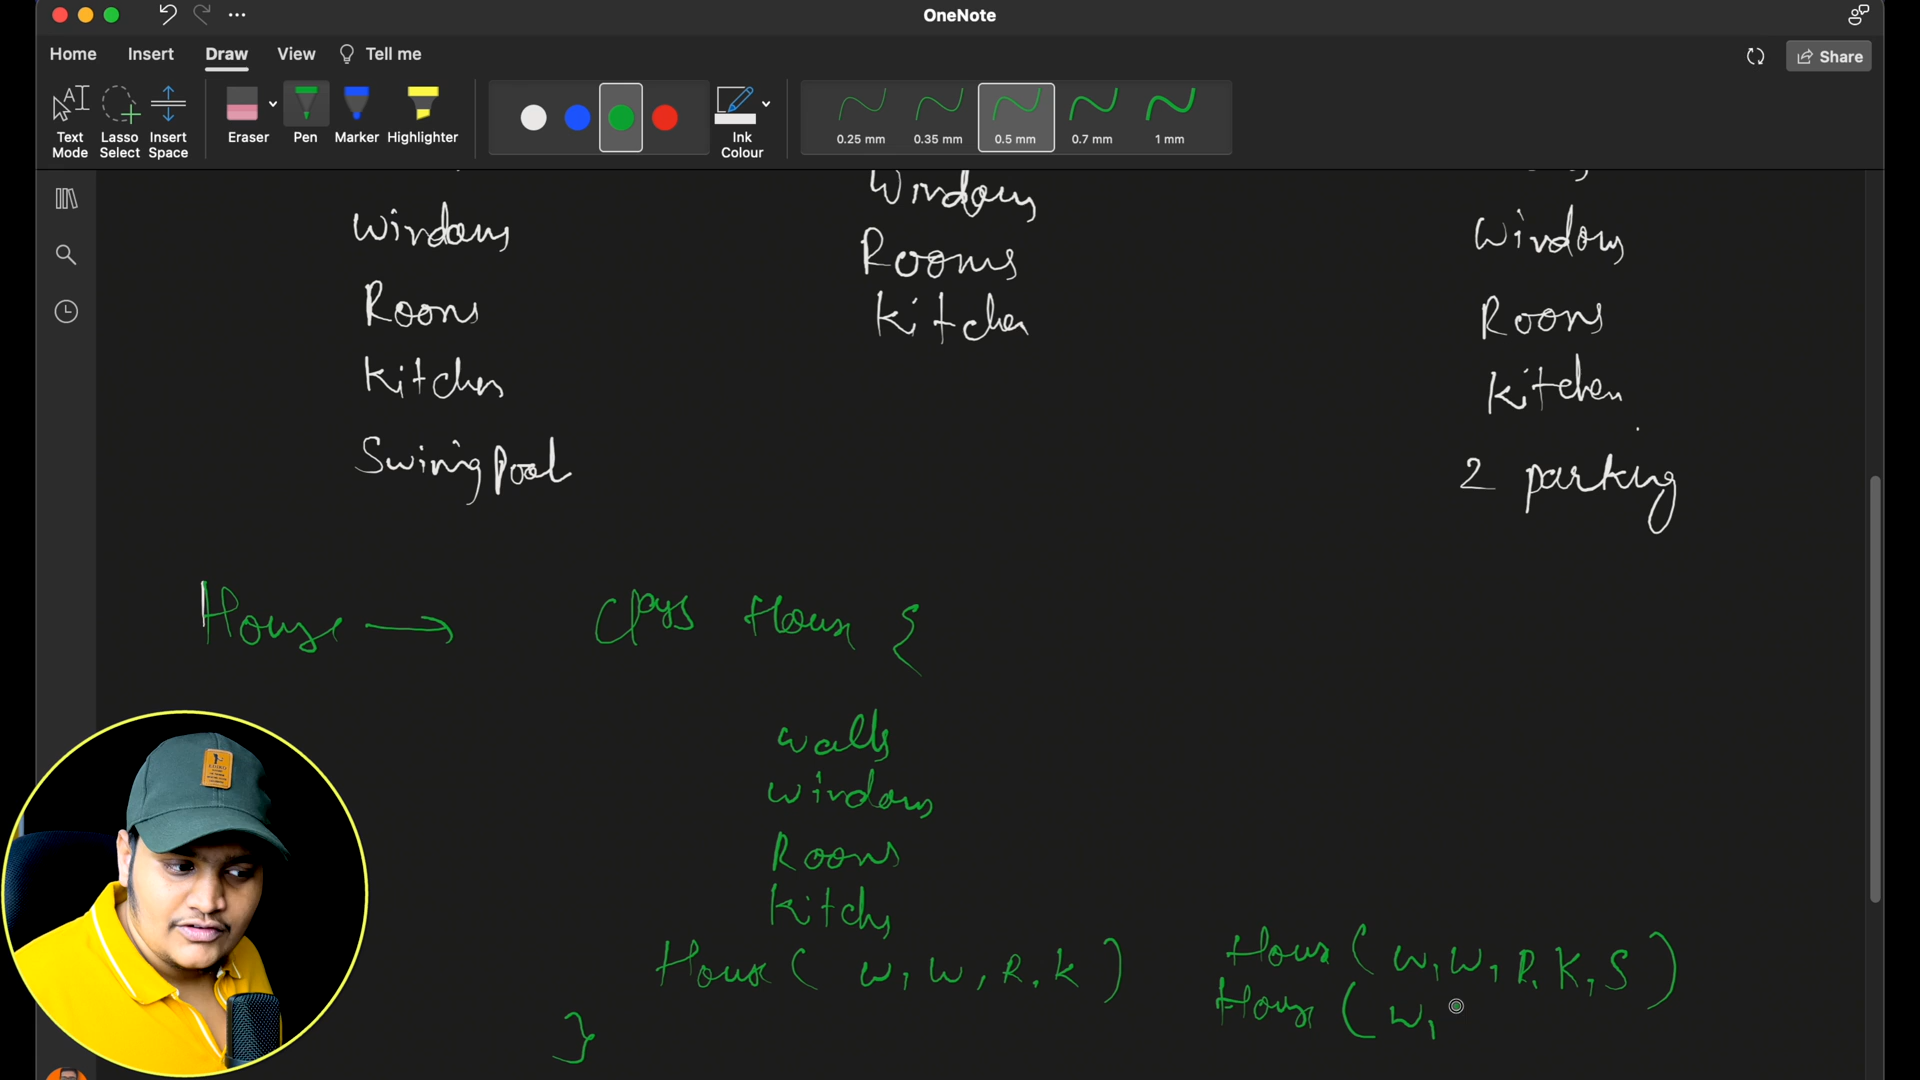 OneNote
Home Insert Draw View Tell me
Share
Text Mode
Lasso Select
Insert Space
Eraser
Pen
Marker
Highlighter
Ink Colour
0.25 mm
0.35 mm
0.5 mm
0.7 mm
1 mm
Windows
Rooms
Kitchen
Swiming Pool
Windows
Rooms
Kitchen
Windows
Rooms
Kitchen
2 parking
House → Class House {
walls
windows
Rooms
Kitchn
House ( W, W, R, K )
House ( W, W, R, K, S )
House ( W,
}